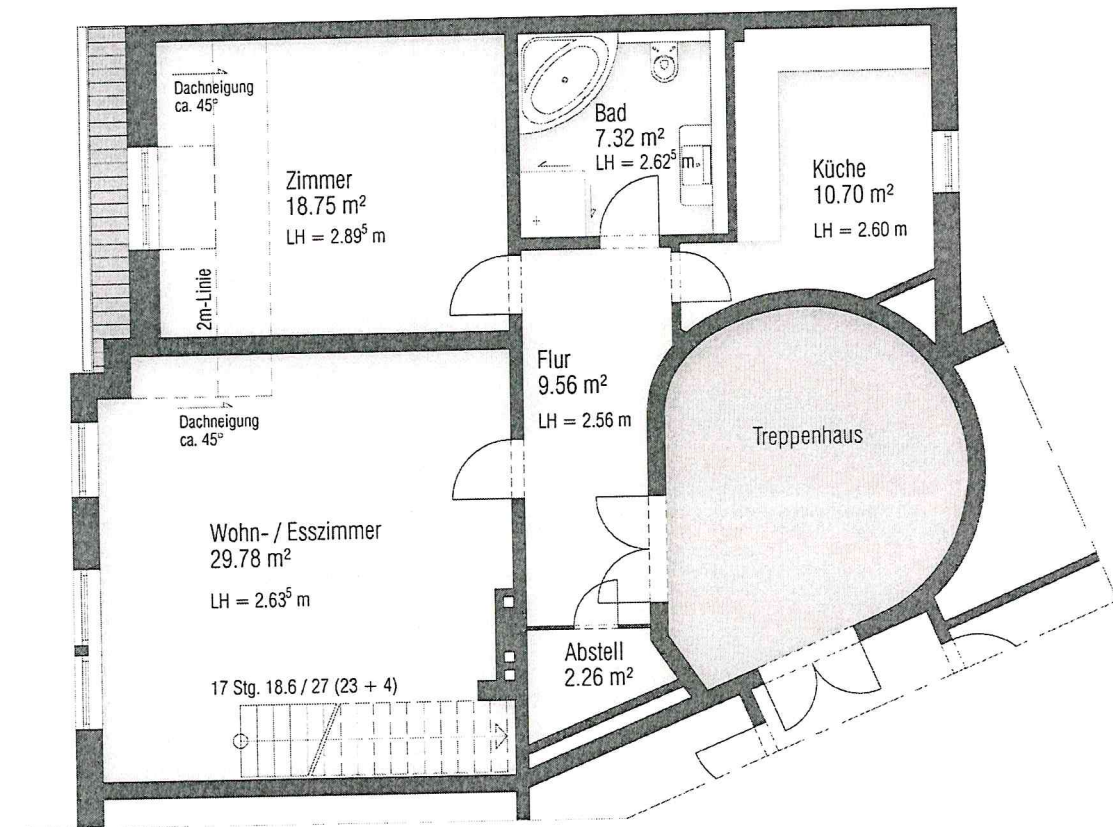 Dachneigung
ca. 45°
Zimmer
18.75 m²
LH = 2.89⁵ m
2m-Linie
Bad
7.32 m²
LH = 2.62⁵ m
Küche
10.70 m²
LH = 2.60 m
Flur
9.56 m²
LH = 2.56 m
Treppenhaus
Dachneigung
ca. 45°
Wohn- / Esszimmer
29.78 m²
LH = 2.63⁵ m
17 Stg. 18.6 / 27 (23 + 4)
Abstell
2.26 m²